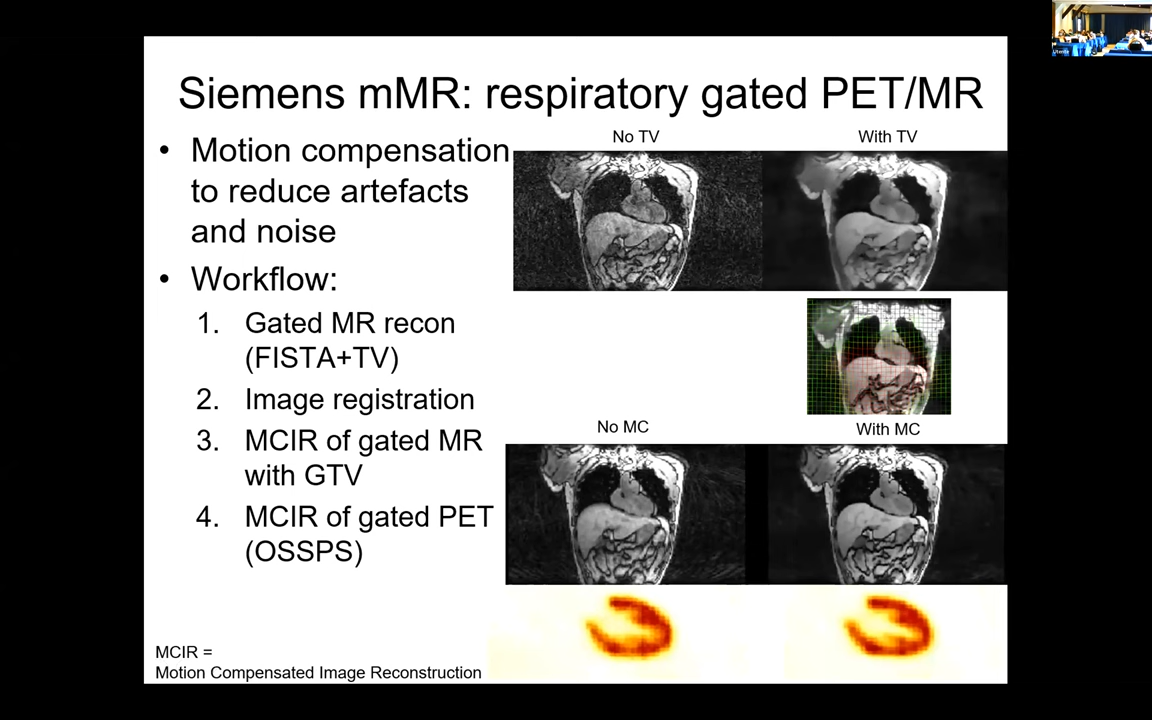 Siemens mMR: respiratory gated PET/MR
• Motion compensation
to reduce artefacts
and noise
• Workflow:
1. Gated MR recon
(FISTA+TV)
2. Image registration
3. MCIR of gated MR
with GTV
4. MCIR of gated PET
(OSSPS)
MCIR =
Motion Compensated Image Reconstruction
No TV
With TV
No MC
With MC